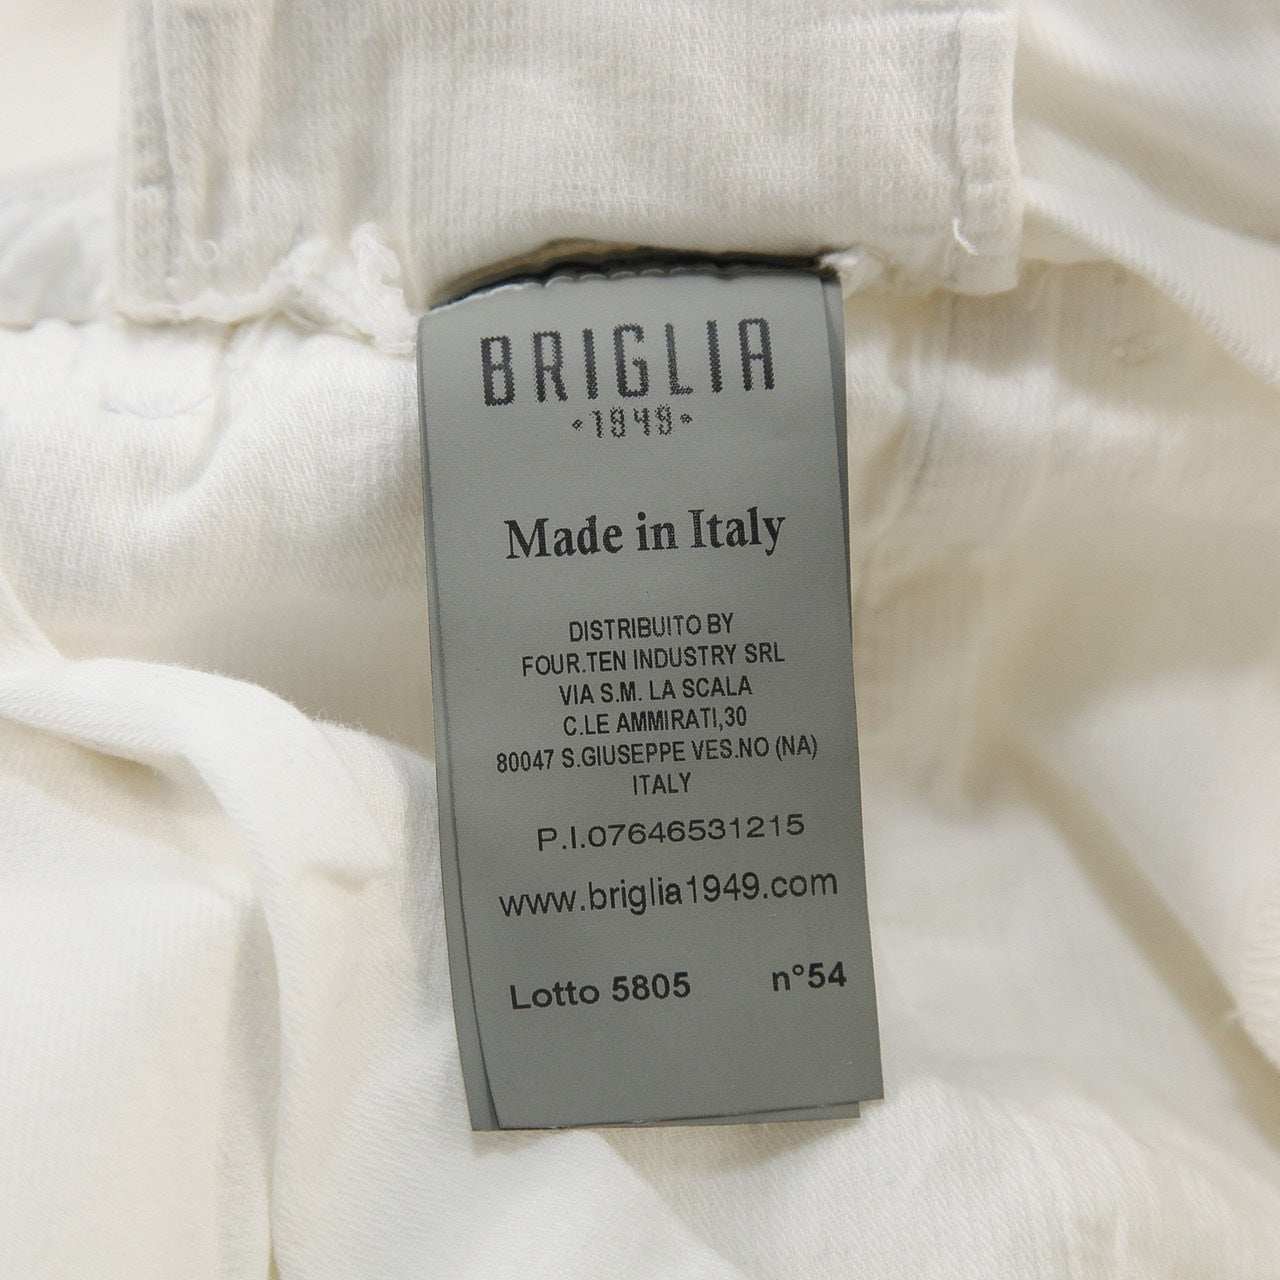 BRIGLIA
•1949•
Made in Italy
DISTRIBUITO BY
FOUR.TEN INDUSTRY SRL
VIA S.M. LA SCALA
C.LE AMMIRATI,30
80047 S.GIUSEPPE VES.NO (NA)
ITALY
P.I.07646531215
www.briglia1949.com
Lotto 5805 n°54